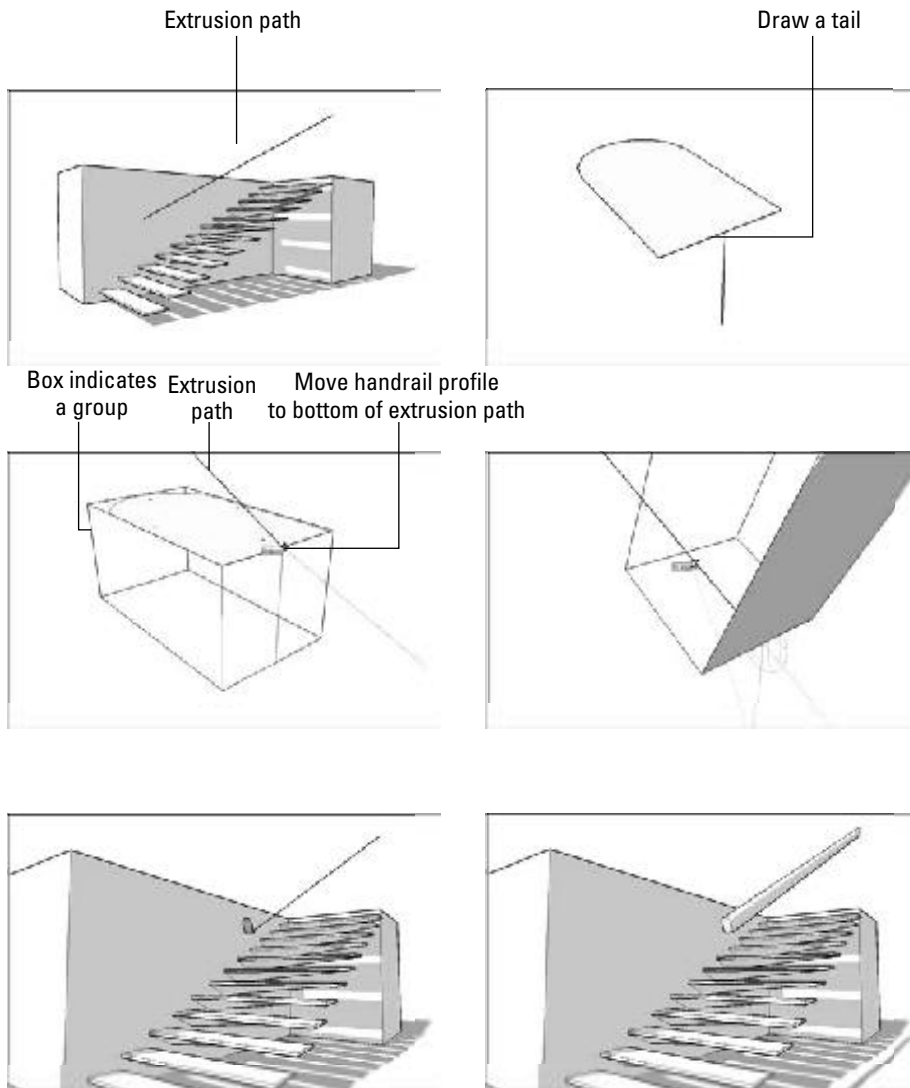 Extrusion path
Draw a tail
Box indicates
a group
Extrusion
path
Move handrail profile
to bottom of extrusion path